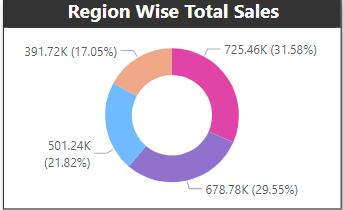 Region Wise Total Sales
391.72K (17.05%)
725.46K (31.58%)
501.24K
(21.82%)
678.78K (29.55%)